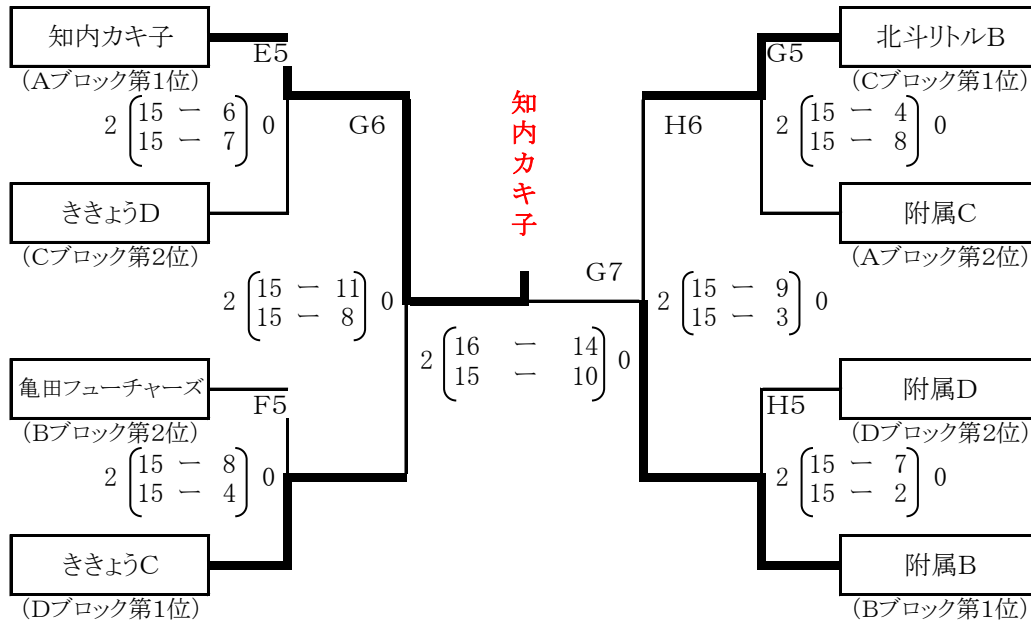 知内カキ子
(Aブロック第1位)
E5
2 15 ー 6 0
15 ー 7
G6
ききょうD
(Cブロック第2位)
2 15 ー 11 0
15 ー 8
亀田フューチャーズ
(Bブロック第2位)
F5
2 15 ー 8 0
15 ー 4
ききょうC
(Dブロック第1位)
知内カキ子
G7
2 16 ー 14 0
15 ー 10
北斗リトルB
(Cブロック第1位)
G5
2 15 ー 4 0
15 ー 8
H6
附属C
(Aブロック第2位)
2 15 ー 9 0
15 ー 3
附属D
(Dブロック第2位)
H5
2 15 ー 7 0
15 ー 2
附属B
(Bブロック第1位)